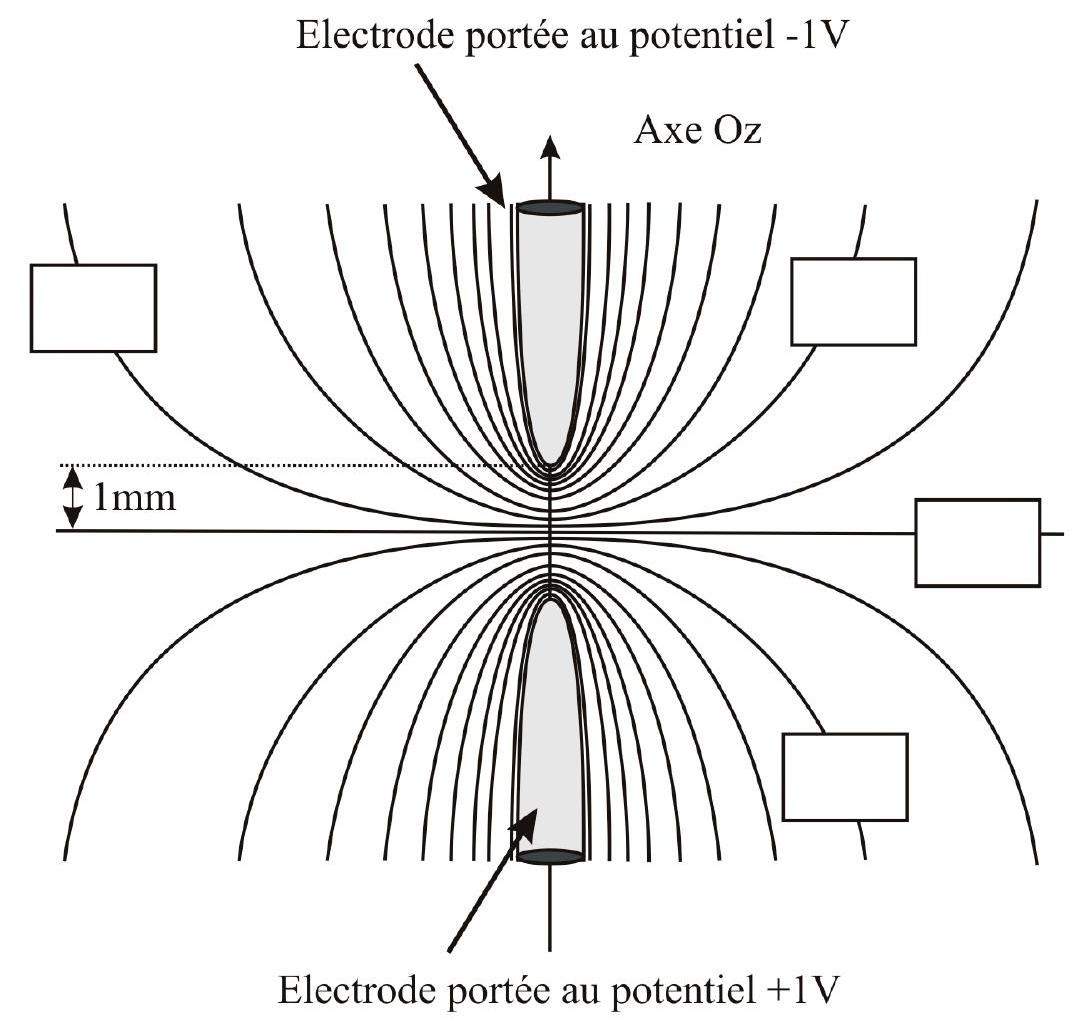 Electrode portée au potentiel -1V
Axe Oz
1mm
Electrode portée au potentiel +1V